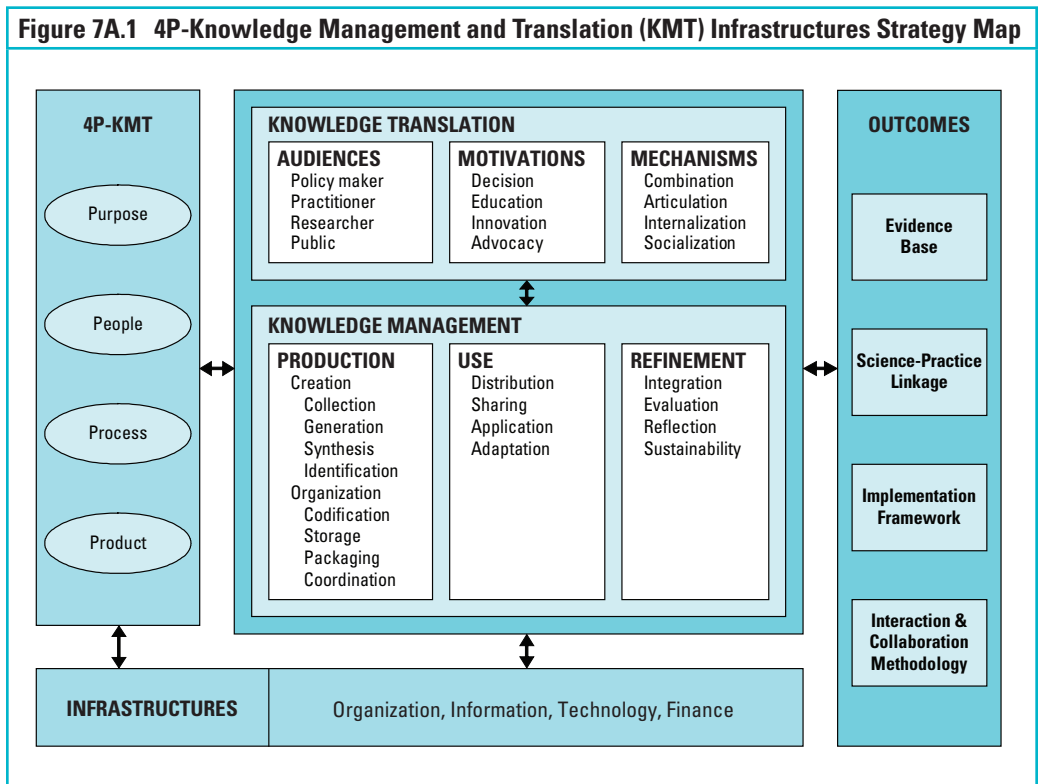 Figure 7A.1 4P-Knowledge Management and Translation (KMT) Infrastructures Strategy Map
4P-KMT
Purpose
People
Process
Product
KNOWLEDGE TRANSLATION
AUDIENCES
Policy maker
Practitioner
Researcher
Public
MOTIVATIONS
Decision
Education
Innovation
Advocacy
MECHANISMS
Combination
Articulation
Internalization
Socialization
KNOWLEDGE MANAGEMENT
PRODUCTION
Creation
Collection
Generation
Synthesis
Identification
Organization
Codification
Storage
Packaging
Coordination
USE
Distribution
Sharing
Application
Adaptation
REFINEMENT
Integration
Evaluation
Reflection
Sustainability
OUTCOMES
Evidence
Base
Science-Practice
Linkage
Implementation
Framework
Interaction &
Collaboration
Methodology
INFRASTRUCTURES
Organization, Information, Technology, Finance